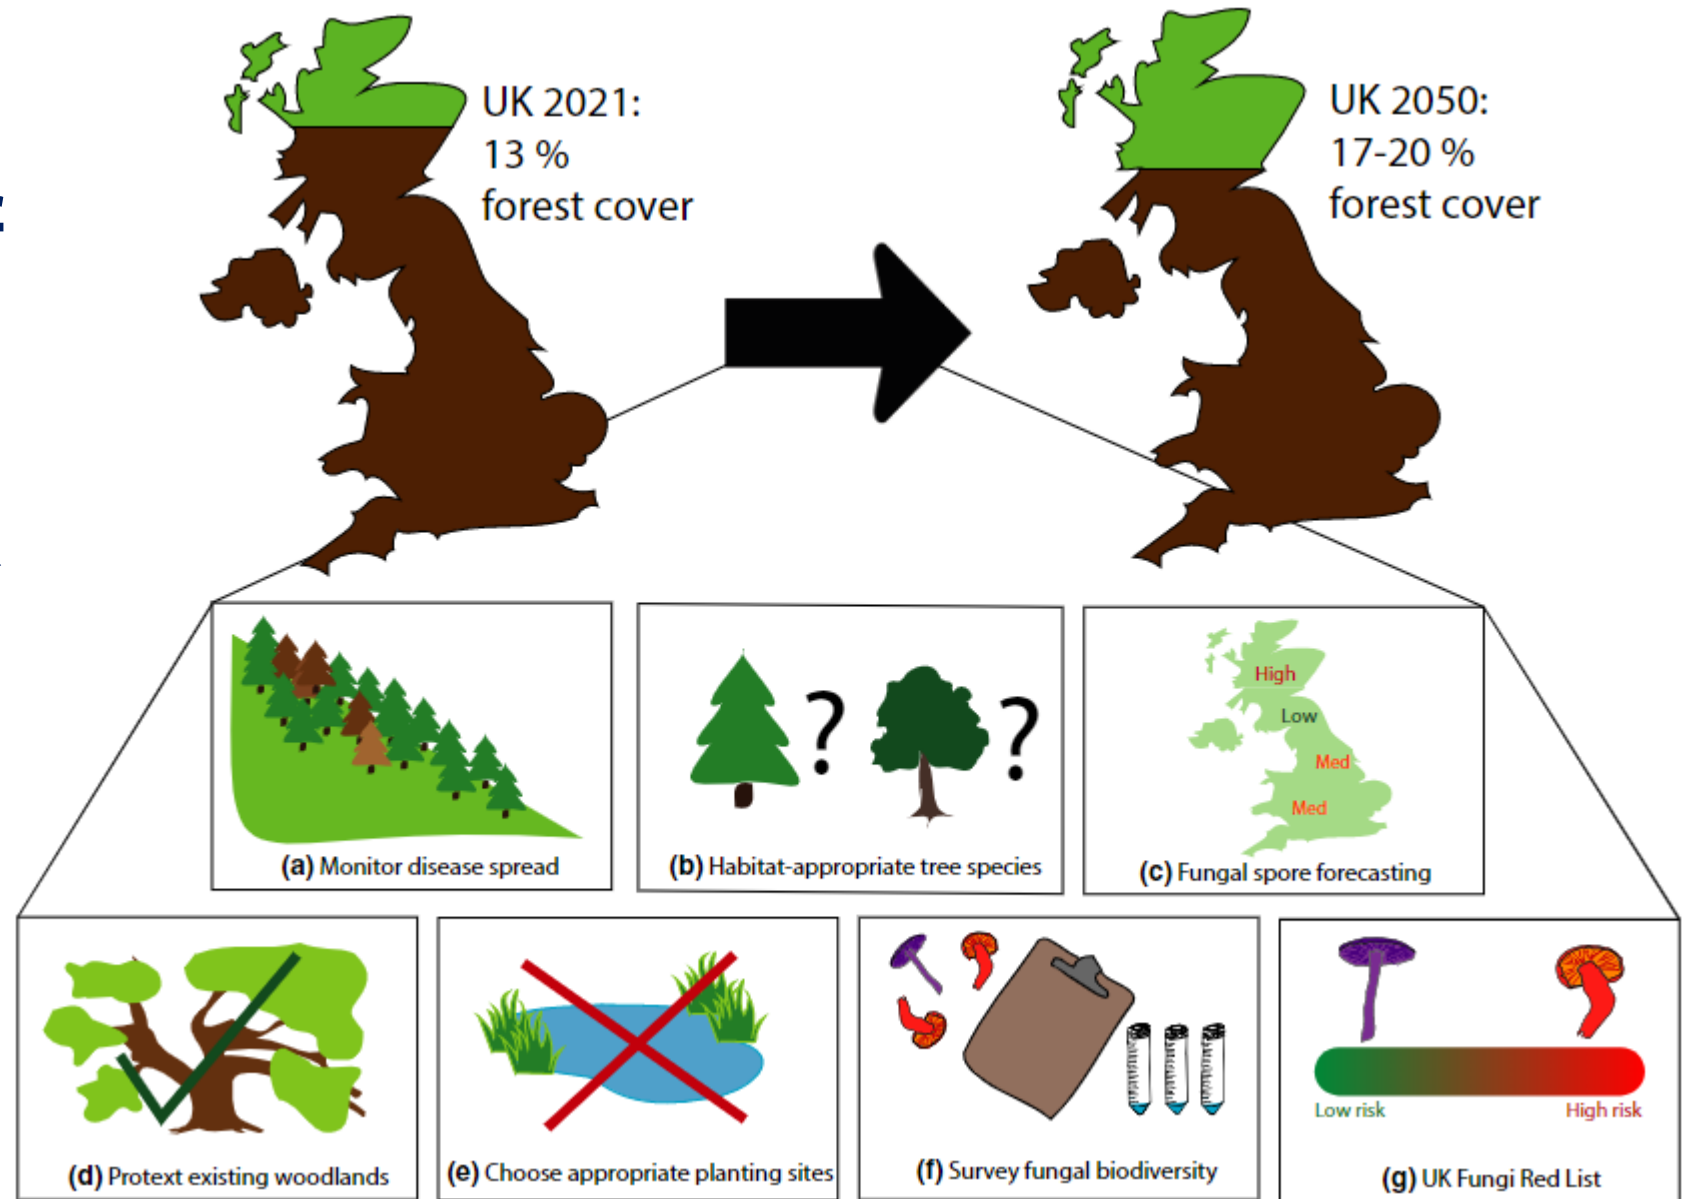 UK 2021:
13 %
forest cover
UK 2050:
17-20 %
forest cover
?
?
High
Low
Med
Med
(a) Monitor disease spread
(b) Habitat-appropriate tree species
(c) Fungal spore forecasting
Low risk
High risk
(d) Protext existing woodlands
(e) Choose appropriate planting sites
(f) Survey fungal biodiversity
(g) UK Fungi Red List